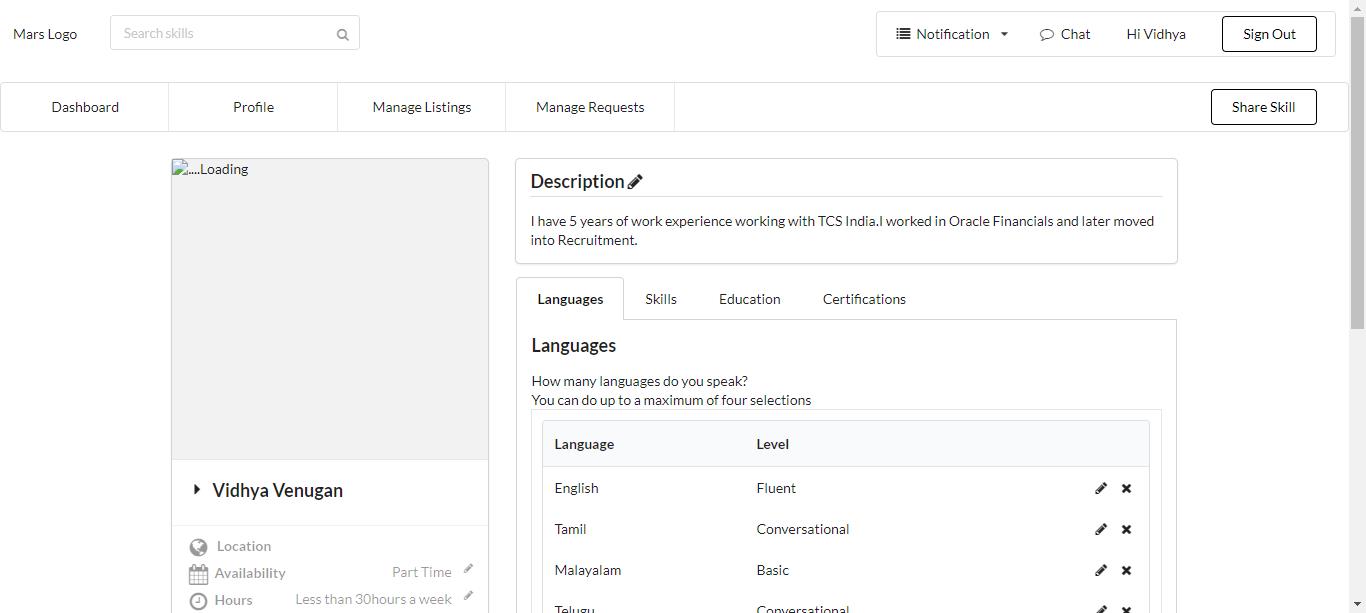 Mars Logo
Search skills
Notification
Chat
Hi Vidhya
Sign Out
Dashboard
Profile
Manage Listings
Manage Requests
Share Skill
....Loading
Vidhya Venugan
Location
Availability Part Time
Hours Less than 30hours a week
Description
I have 5 years of work experience working with TCS India.I worked in Oracle Financials and later moved
into Recruitment.
Languages Skills Education Certifications
Languages
How many languages do you speak?
You can do up to a maximum of four selections
Language Level
English Fluent
Tamil Conversational
Malayalam Basic
Telugu Conversational